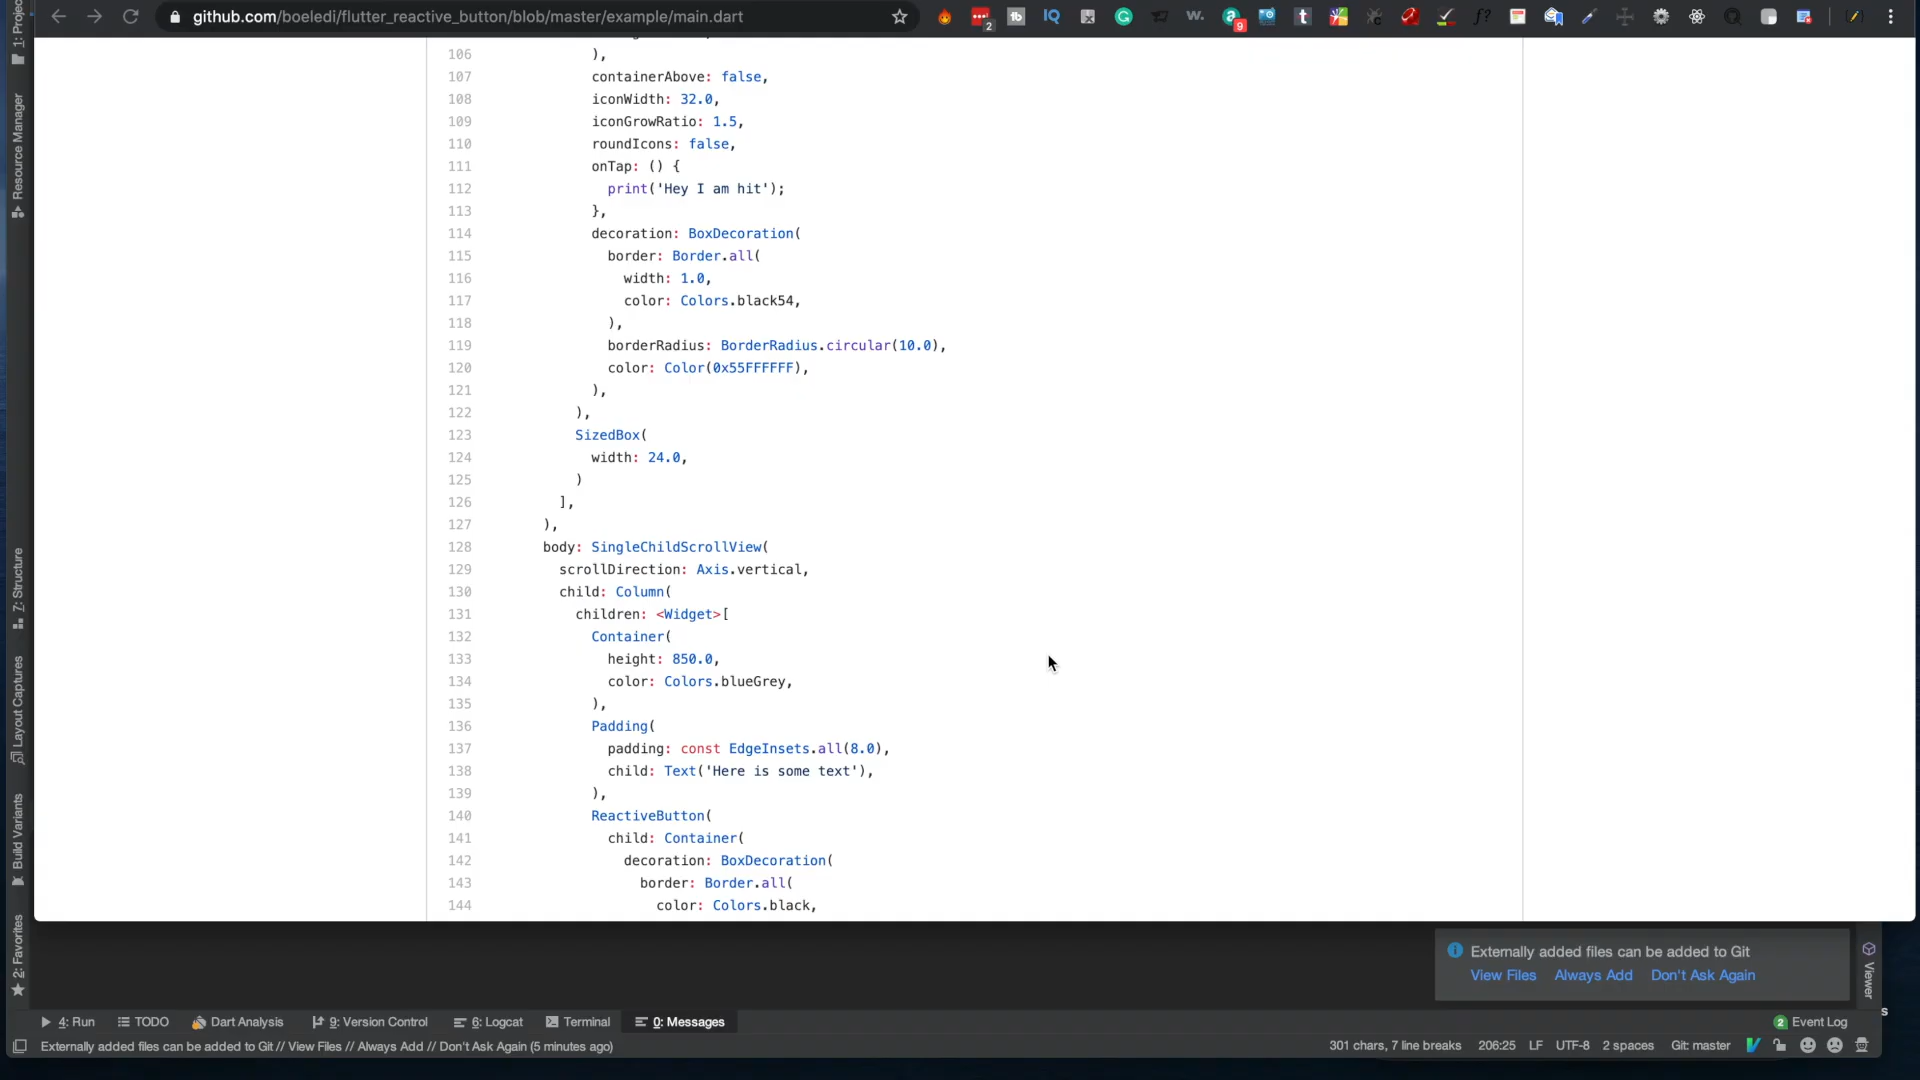 1: Project
github.com/boeledi/flutter_reactive_button/blob/master/example/main.dart
2
9
106 ),
107 containerAbove: false,
108 iconWidth: 32.0,
109 iconGrowRatio: 1.5,
110 roundIcons: false,
111 onTap: () {
112 print('Hey I am hit');
113 },
114 decoration: BoxDecoration(
115 border: Border.all(
116 width: 1.0,
117 color: Colors.black54,
118 ),
119 borderRadius: BorderRadius.circular(10.0),
120 color: Color(0x55FFFFFF),
121 ),
122 ),
123 SizedBox(
124 width: 24.0,
125 )
126 ],
127 ),
128 body: SingleChildScrollView(
129 scrollDirection: Axis.vertical,
130 child: Column(
131 children: <Widget>[
132 Container(
133 height: 850.0,
134 color: Colors.blueGrey,
135 ),
136 Padding(
137 padding: const EdgeInsets.all(8.0),
138 child: Text('Here is some text'),
139 ),
140 ReactiveButton(
141 child: Container(
142 decoration: BoxDecoration(
143 border: Border.all(
144 color: Colors.black,
Resource Manager
7: Structure
Layout Captures
Build Variants
2: Favorites
Externally added files can be added to Git
View Files Always Add Don't Ask Again
Viewer
4: Run TODO Dart Analysis 9: Version Control 6: Logcat Terminal 0: Messages 2 Event Log
Externally added files can be added to Git // View Files // Always Add // Don't Ask Again (5 minutes ago) 301 chars, 7 line breaks 206:25 LF UTF-8 2 spaces Git: master